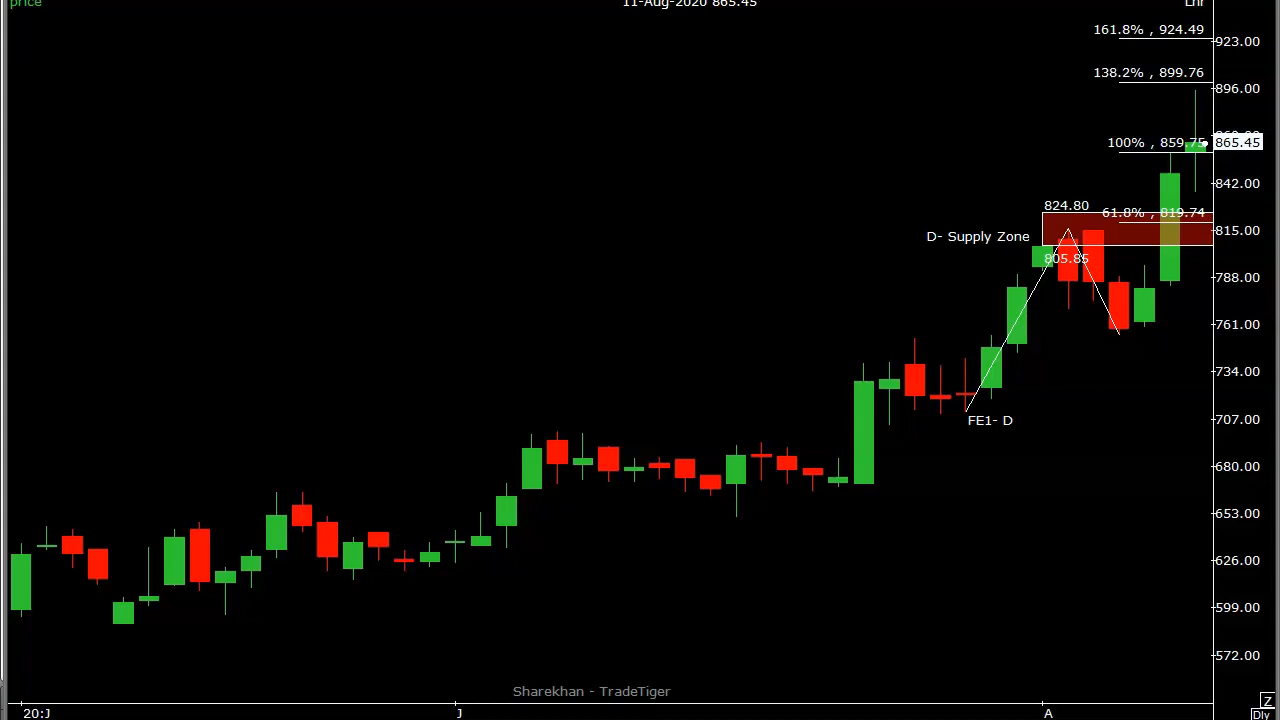 price
11-Aug-2020 865.45
Lnr
161.8% , 924.49
923.00
138.2% , 899.76
896.00
100% , 859.75
865.45
842.00
824.80
61.8% , 819.74
815.00
D- Supply Zone
805.85
788.00
761.00
734.00
FE1- D
707.00
680.00
653.00
626.00
599.00
572.00
Sharekhan - TradeTiger
Z
20:J
J
A
Dly